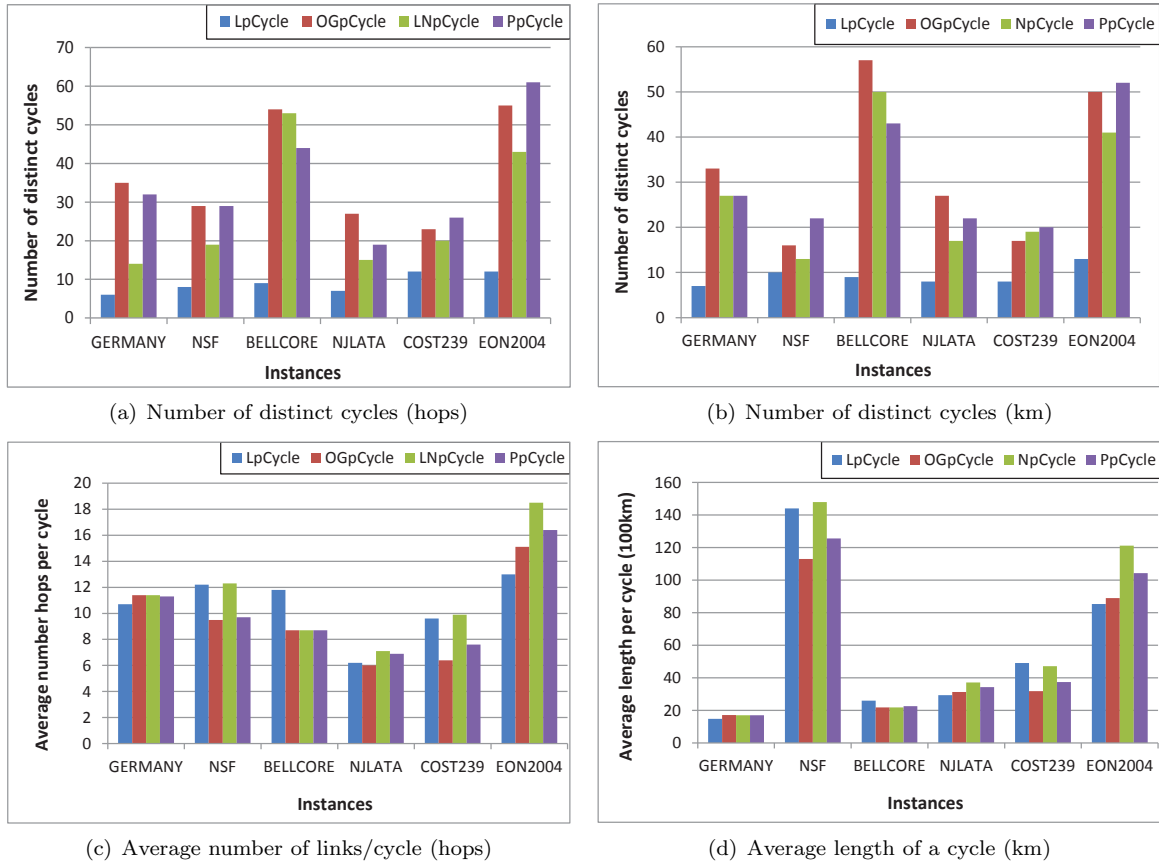 LpCycle OGpCycle LNpCycle PpCycle
Number of distinct cycles
70
60
50
40
30
20
10
0
GERMANY NSF BELLCORE NJLATA COST239 EON2004
Instances
(a) Number of distinct cycles (hops)
LpCycle OGpCycle NpCycle PpCycle
Number of distinct cycles
60
50
40
30
20
10
0
GERMANY NSF BELLCORE NJLATA COST239 EON2004
Instances
(b) Number of distinct cycles (km)
LpCycle OGpCycle LNpCycle PpCycle
Average number hops per cycle
20
18
16
14
12
10
8
6
4
2
0
GERMANY NSF BELLCORE NJLATA COST239 EON2004
Instances
(c) Average number of links/cycle (hops)
LpCycle OGpCycle NpCycle PpCycle
Average length per cycle (100km)
160
140
120
100
80
60
40
20
0
GERMANY NSF BELLCORE NJLATA COST239 EON2004
Instances
(d) Average length of a cycle (km)